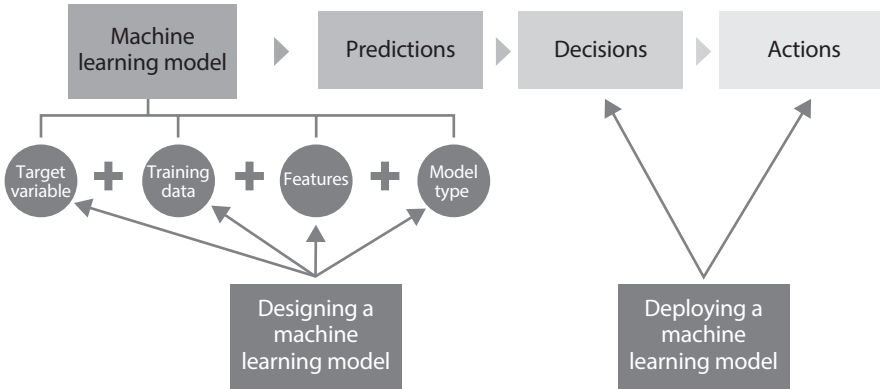 Machine
learning model
Predictions
Decisions
Actions
Target
variable
Training
data
Features
Model
type
Designing a
machine
learning model
Deploying a
machine
learning model